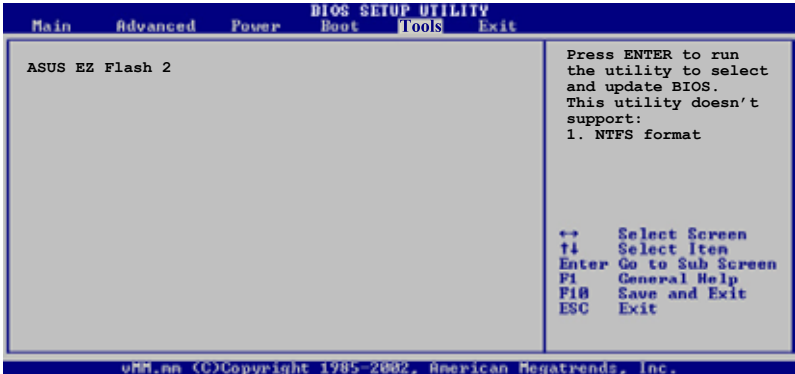 BIOS SETUP UTILITY
Main Advanced Power Boot Tools Exit
ASUS EZ Flash 2
Press ENTER to run
the utility to select
and update BIOS.
This utility doesn’t
support:
1. NTFS format
↔ Select Screen
↑↓ Select Item
Enter Go to Sub Screen
F1 General Help
F10 Save and Exit
ESC Exit
vMM.mm (C)Copyright 1985-2002, American Megatrends, Inc.